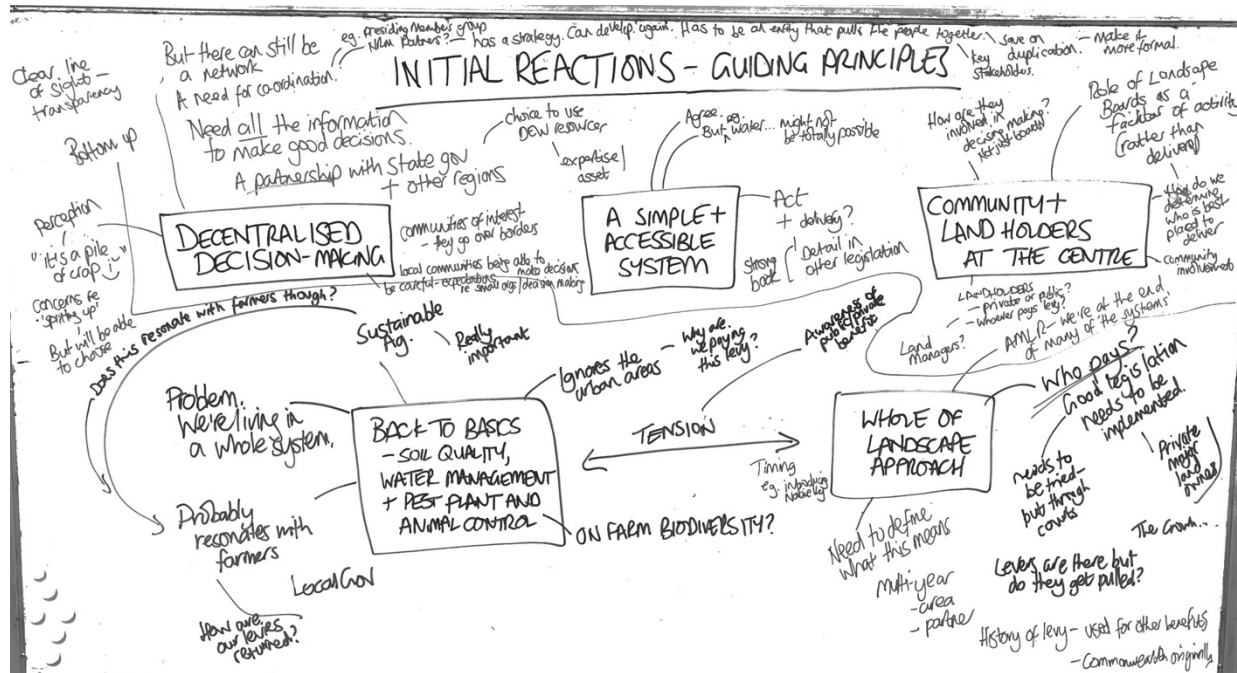 INITIAL REACTIONS - GUIDING PRINCIPLES
eg. Presiding Members group
NRM Partners? - has a strategy. Can develop again. Has to be an entity that pulls the people together.
key
stakeholders.
save on
duplication.
- make it
more formal.
Clear line
of sight -
transparency
But there can still be
a network
A need for co-ordination.
Need all the information
to make good decisions.
A partnership with State gov
+ other regions
choice to use
DEW resources
expertise/
asset
Bottom up
Perception
"it's a pile
of crap"
concerns re
"splitting up"
But will be able
to choose
DECENTRALISED
DECISION-MAKING
communities of interest
- they go over borders
local communities being able to make decisions
be careful - expectations
ie small orgs/decision making
Agree.
But eg. water... might not
be totally possible
A SIMPLE +
ACCESSIBLE
SYSTEM
Act
+ delivery?
Strong
book
Detail in
other legislation
How are they
involved in
decision making?
Not just boards
Role of Landscape
Boards as a
facilitator of activity
(rather than
deliverer)
How do we
determine
who is best
placed to
deliver
COMMUNITY +
LAND HOLDERS
AT THE CENTRE
community
involvement
LANDHOLDERS
- private or public?
- whoever pays levy?
Land
Managers?
Does this resonate with farmers though?
Sustainable
Ag.
Really
important
Ignores the
urban areas
- Why are
we paying
this levy?
Awareness of
public/private
benefit
AMLR - we're at the end
of many of the 'systems'
Problem.
We're living in
a whole system.
BACK TO BASICS
- SOIL QUALITY,
WATER MANAGEMENT
+ PEST PLANT AND
ANIMAL CONTROL
TENSION
WHOLE OF
LANDSCAPE
APPROACH
Who pays?
Good legislation
needs to be
implemented.
needs to
be tried -
put through
courts
Private
major
land
owners
The Crown...
Timing
Probably
resonates with
farmers
ON FARM BIODIVERSITY?
Local Gov
How are
our levies
returned?
Need to define
what this means
Multi-year
- area
- partner
Levers are there but
do they get pulled?
History of levy - used for other benefits
- Commonwealth originally